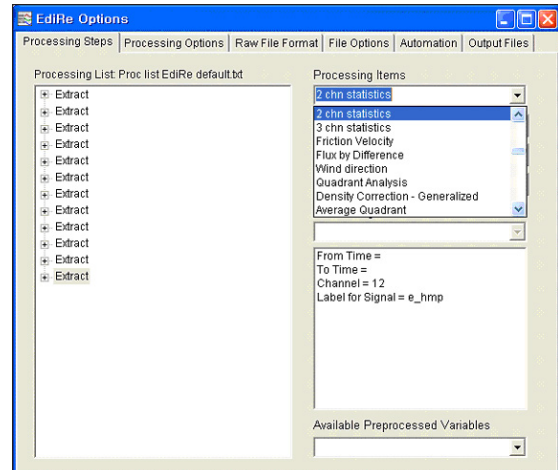 EdiRe Options
Processing Steps Processing Options Raw File Format File Options Automation Output Files
Processing List: Proc list EdiRe default.txt
Extract
Extract
Extract
Extract
Extract
Extract
Extract
Extract
Extract
Extract
Extract
Extract
Processing Items
2 chn statistics
2 chn statistics
3 chn statistics
Friction Velocity
Flux by Difference
Wind direction
Quadrant Analysis
Density Correction - Generalized
Average Quadrant
From Time =
To Time =
Channel = 12
Label for Signal = e_hmp
Available Preprocessed Variables